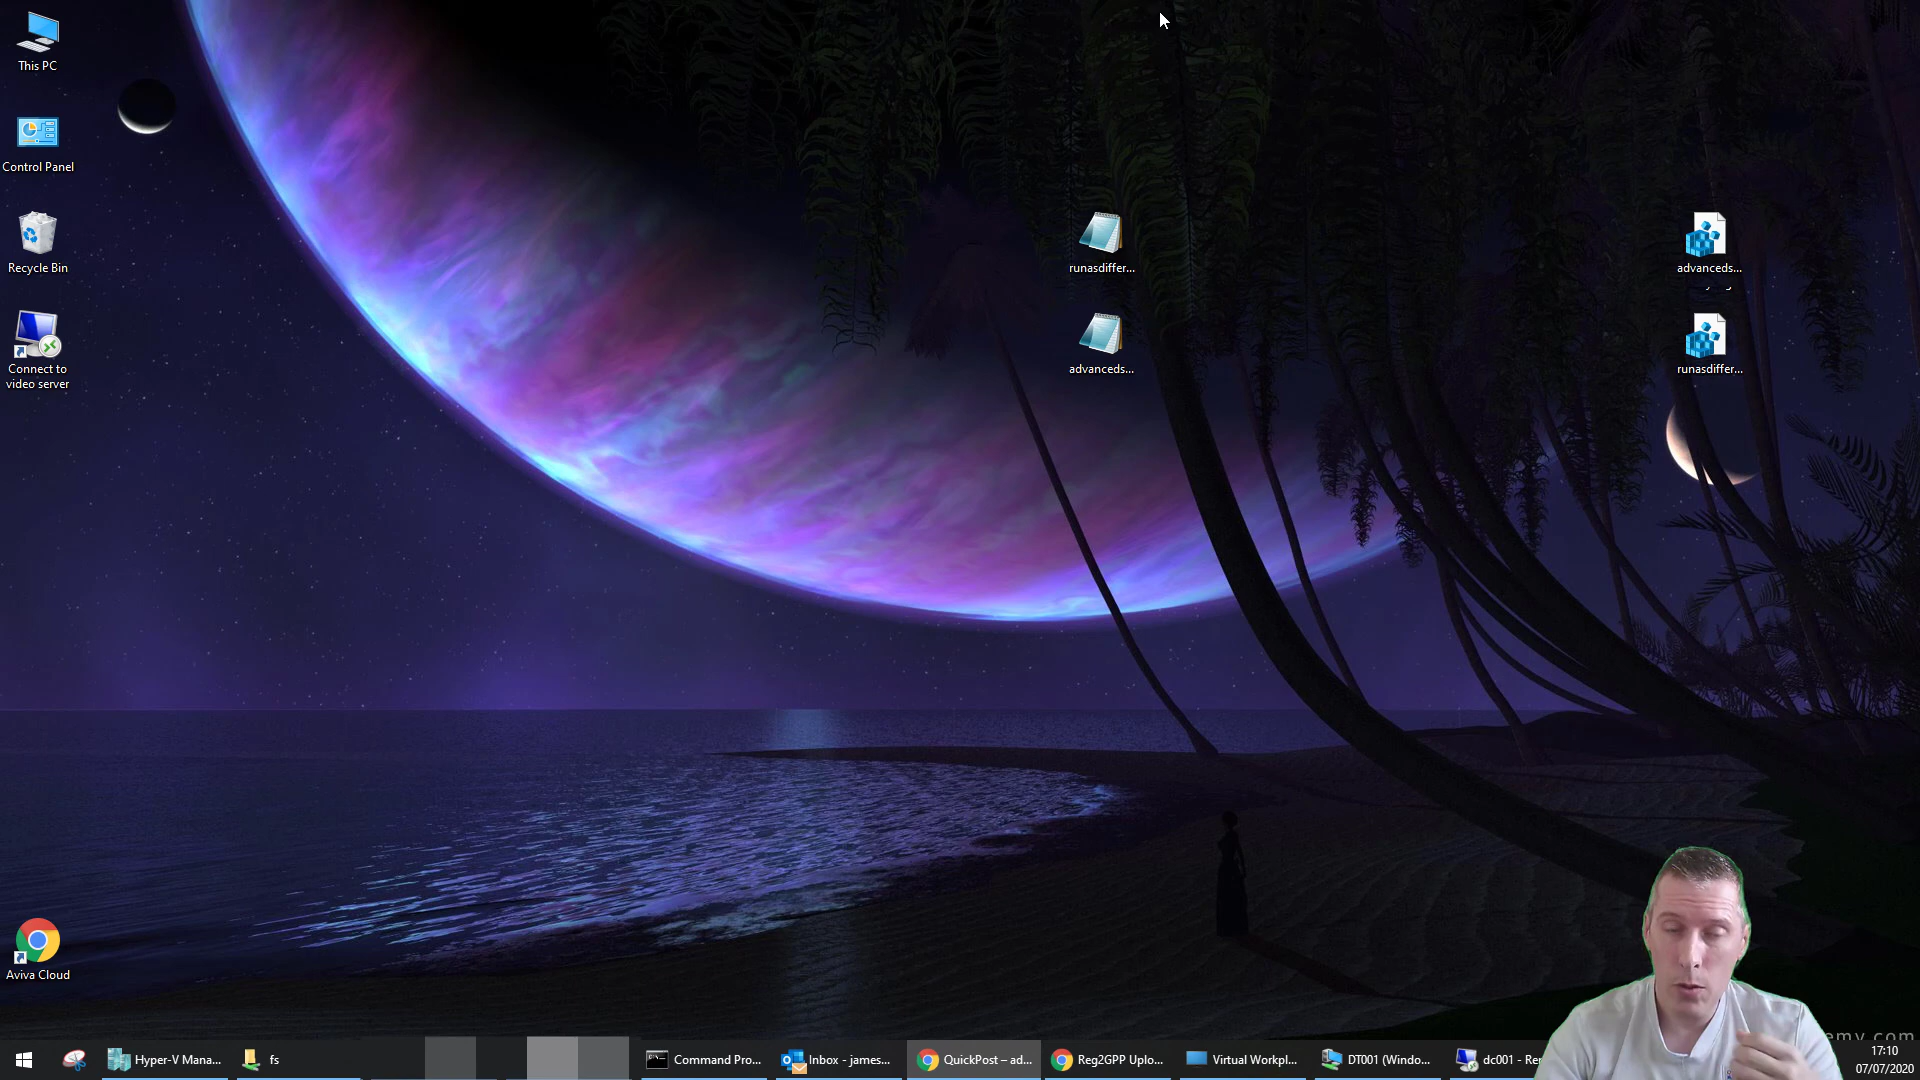 This PC
Control Panel
Recycle Bin
Connect to
video server
Aviva Cloud
runasdiffer...
advanceds...
advanceds...
runasdiffer...
Hyper-V Mana...
fs
Command Pro...
Inbox - james...
QuickPost – ad...
Reg2GPP Uplo...
Virtual Workpl...
DT001 (Windo...
dc001 - Re
emy.com
17:10
07/07/2020